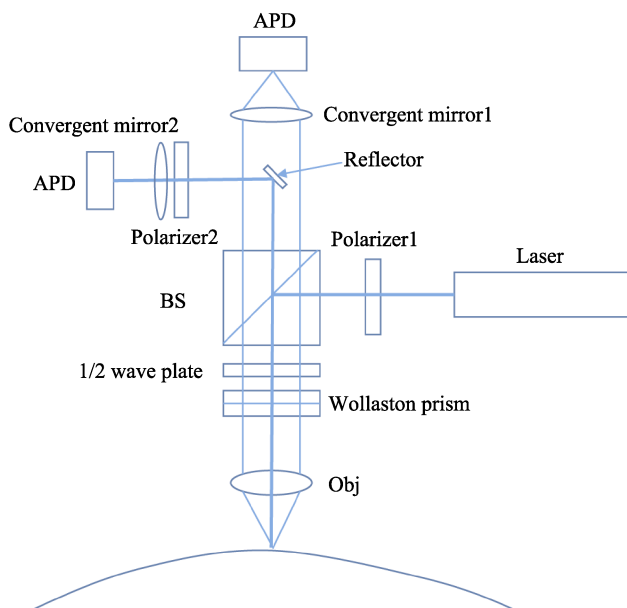 APD
Convergent mirror1
Convergent mirror2
Reflector
APD
Polarizer2
Polarizer1
Laser
BS
1/2 wave plate
Wollaston prism
Obj